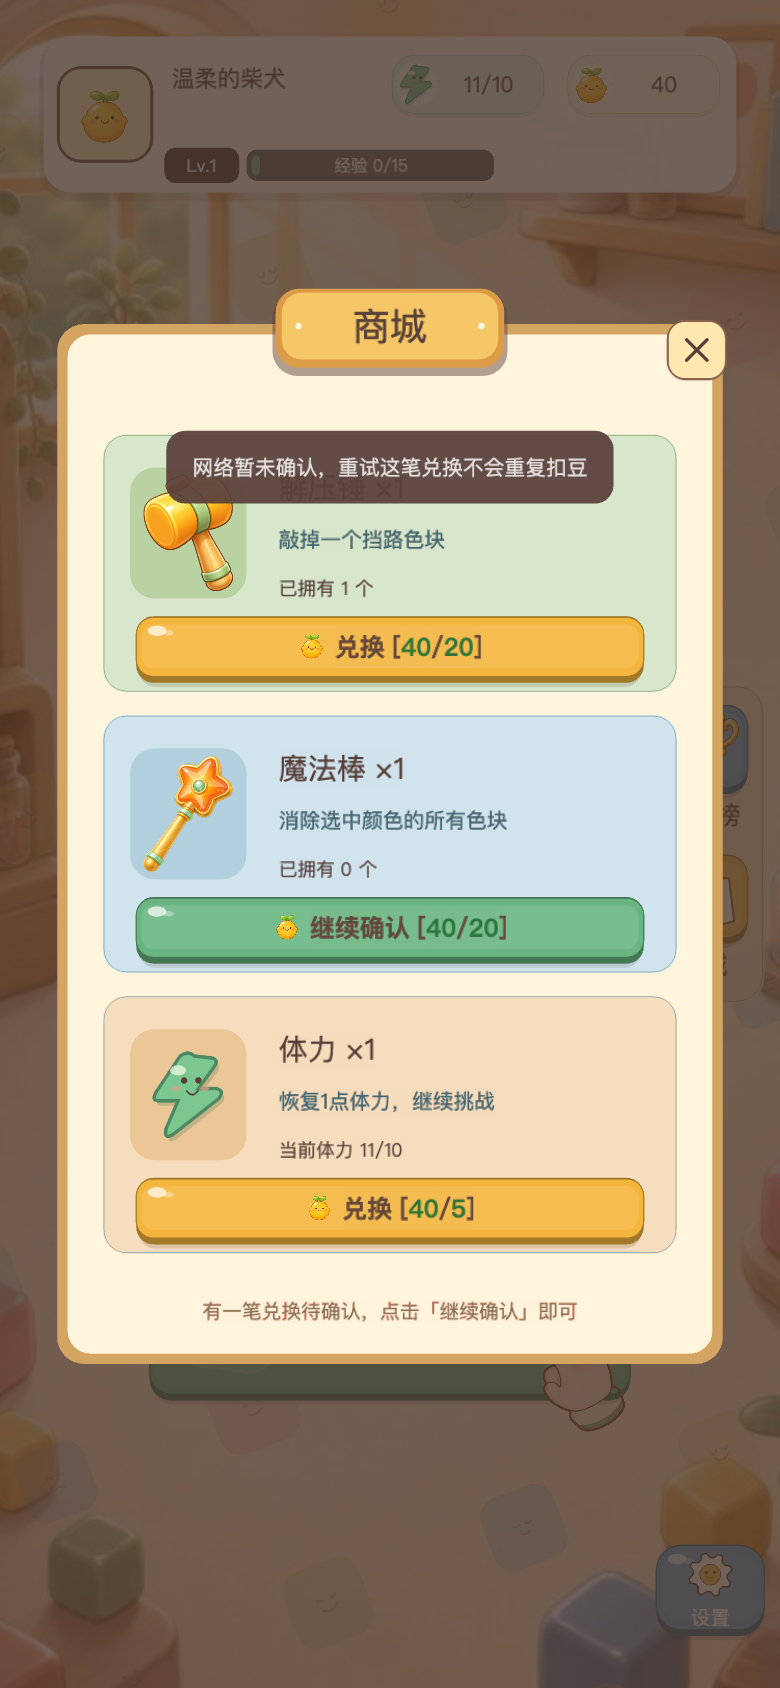 温柔的柴犬
11/10
40
Lv.1
经验 0/15
商城
网络暂未确认，重试这笔兑换不会重复扣豆
解压锤 ×1
敲掉一个挡路色块
已拥有 1 个
兑换 [40/20]
魔法棒 ×1
消除选中颜色的所有色块
已拥有 0 个
继续确认 [40/20]
榜
体力 ×1
恢复1点体力，继续挑战
当前体力 11/10
兑换 [40/5]
有一笔兑换待确认，点击「继续确认」即可
设置